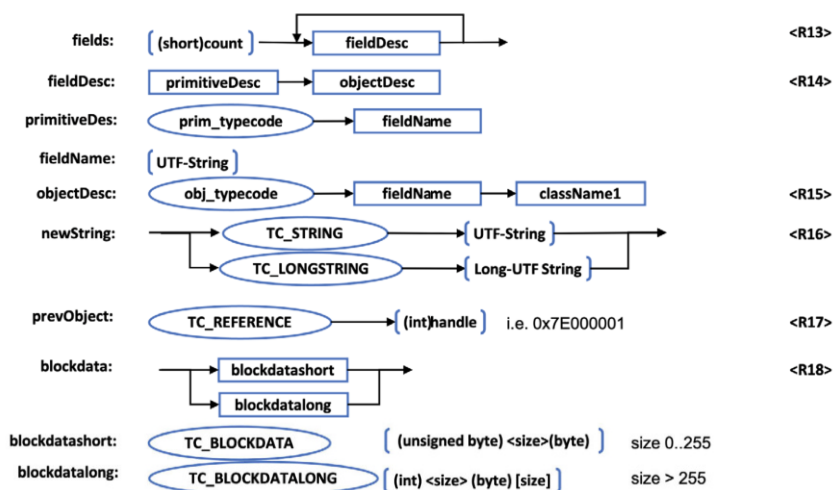 fields: (short)count fieldDesc <R13>
fieldDesc: primitiveDesc objectDesc <R14>
primitiveDes: prim_typecode fieldName
fieldName: UTF-String
objectDesc: obj_typecode fieldName className1 <R15>
newString: TC_STRING UTF-String <R16>
TC_LONGSTRING Long-UTF String
prevObject: TC_REFERENCE (int)handle i.e. 0x7E000001 <R17>
blockdata: blockdatashort <R18>
blockdatalong
blockdatashort: TC_BLOCKDATA (unsigned byte) <size>(byte) size 0..255
blockdatalong: TC_BLOCKDATALONG (int) <size> (byte) [size] size > 255